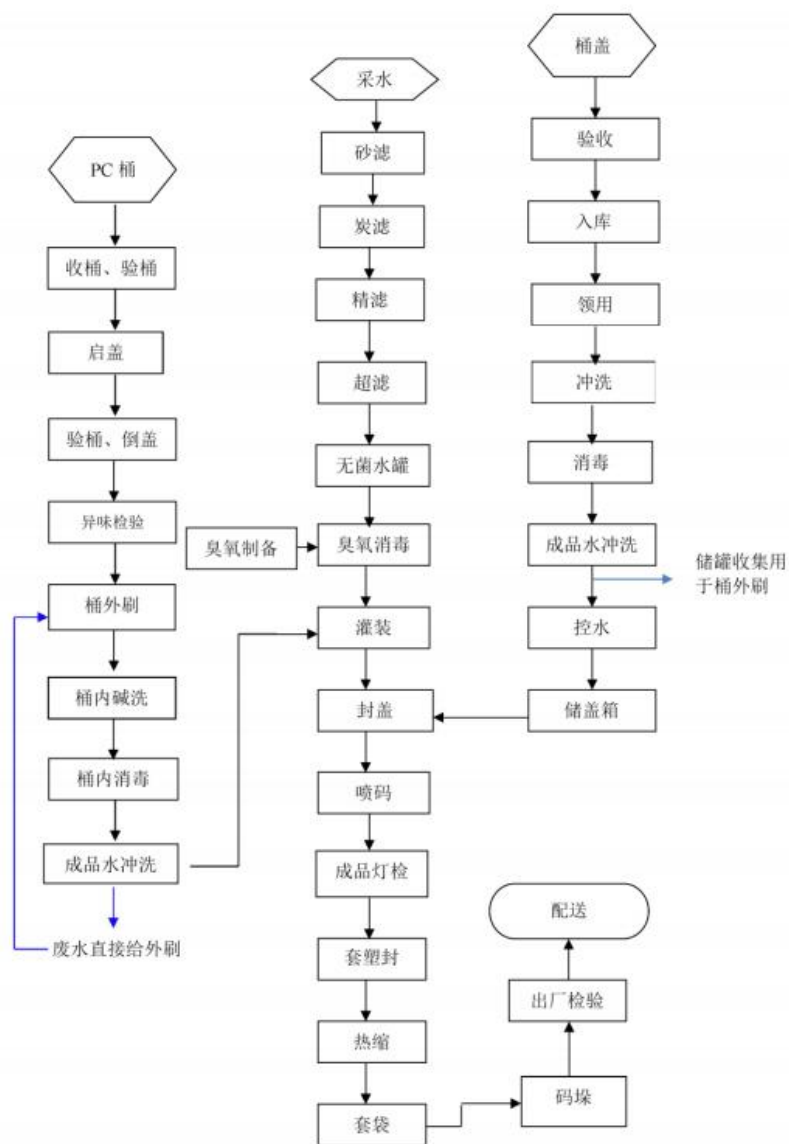 PC 桶
收桶、验桶
启盖
验桶、倒盖
异味检验
桶外刷
桶内碱洗
桶内消毒
成品水冲洗
废水直接给外刷
采水
砂滤
炭滤
精滤
超滤
无菌水罐
臭氧制备
臭氧消毒
灌装
封盖
喷码
成品灯检
套塑封
热缩
套袋
桶盖
验收
入库
领用
冲洗
消毒
成品水冲洗
储罐收集用
于桶外刷
控水
储盖箱
配送
出厂检验
码垛